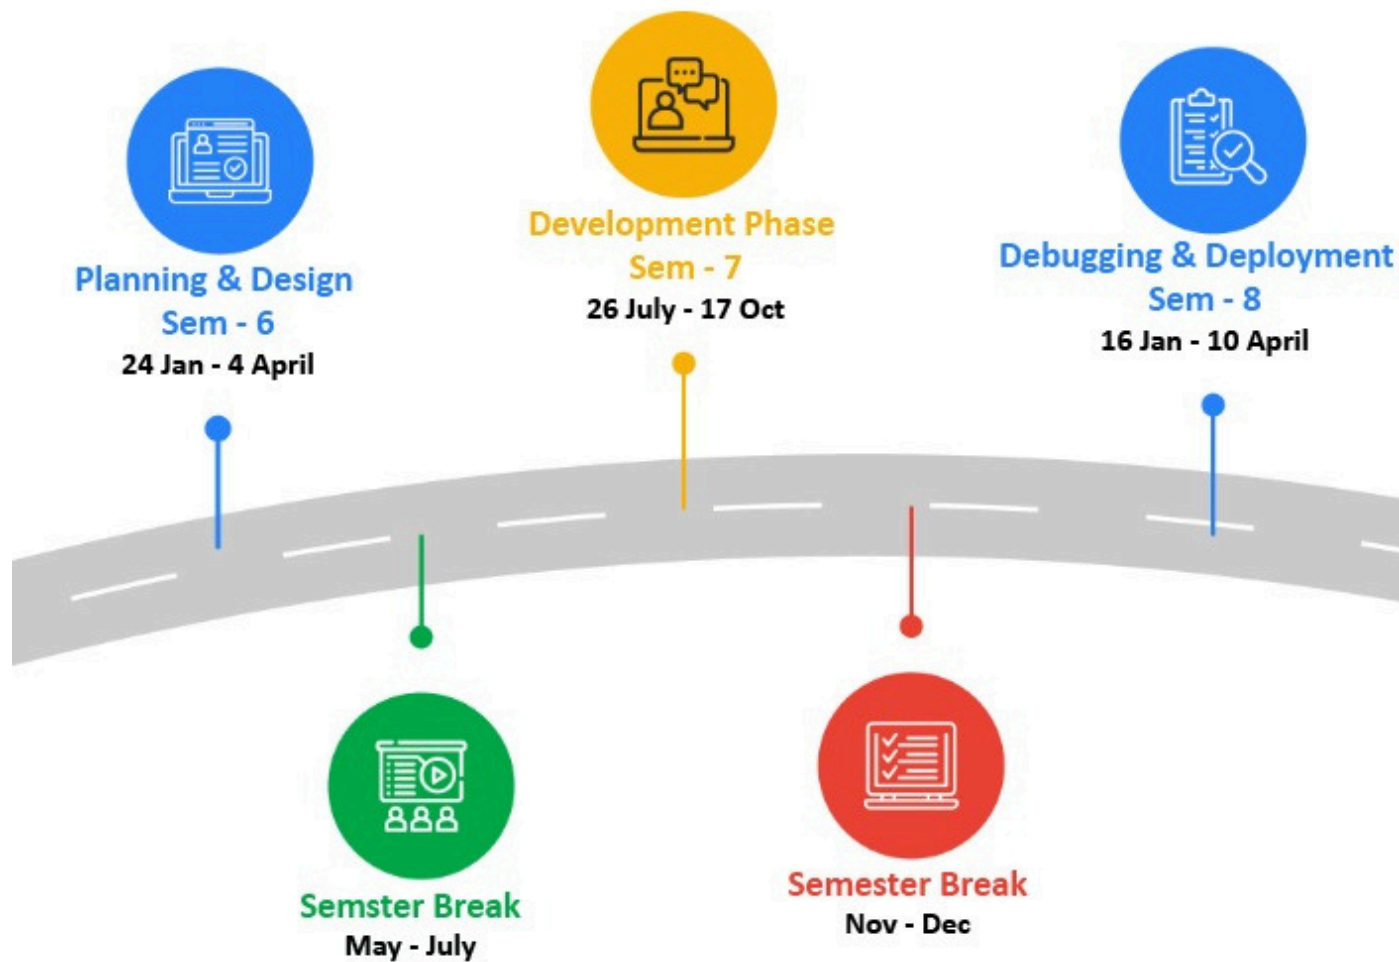 Planning & Design
Sem - 6
24 Jan - 4 April
Semster Break
May - July
Development Phase
Sem - 7
26 July - 17 Oct
Semester Break
Nov - Dec
Debugging & Deployment
Sem - 8
16 Jan - 10 April